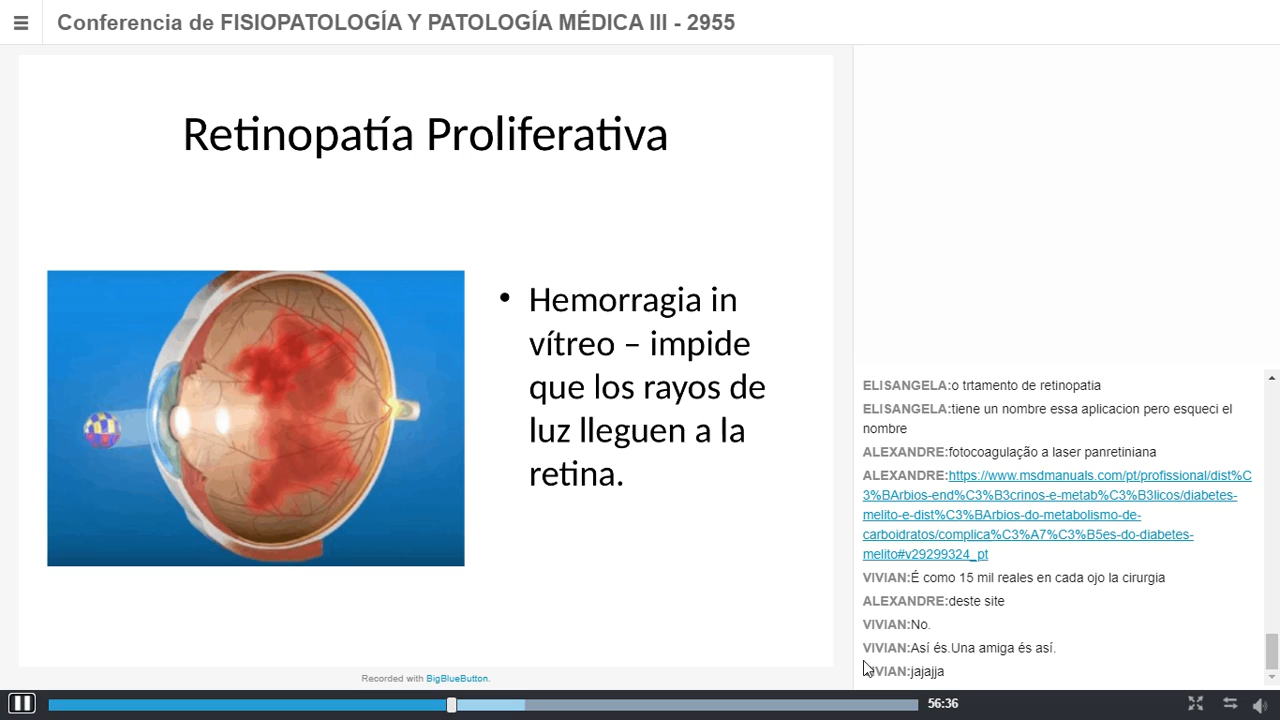 Conferencia de FISIOPATOLOGÍA Y PATOLOGÍA MÉDICA III - 2955
Retinopatía Proliferativa
• Hemorragia in
vítreo – impide
que los rayos de
luz lleguen a la
retina.
Recorded with BigBlueButton.
ELISANGELA:o trtamento de retinopatia
ELISANGELA:tiene un nombre essa aplicacion pero esqueci el
nombre
ALEXANDRE:fotocoagulação a laser panretiniana
ALEXANDRE:https://www.msdmanuals.com/pt/profissional/dist%C
3%BArbios-end%C3%B3crinos-e-metab%C3%B3licos/diabetes-
melito-e-dist%C3%BArbios-do-metabolismo-de-
carboidratos/complica%C3%A7%C3%B5es-do-diabetes-
melito#v29299324_pt
VIVIAN:É como 15 mil reales en cada ojo la cirurgia
ALEXANDRE:deste site
VIVIAN:No.
VIVIAN:Así és.Una amiga és así.
VIVIAN:jajajja
56:36